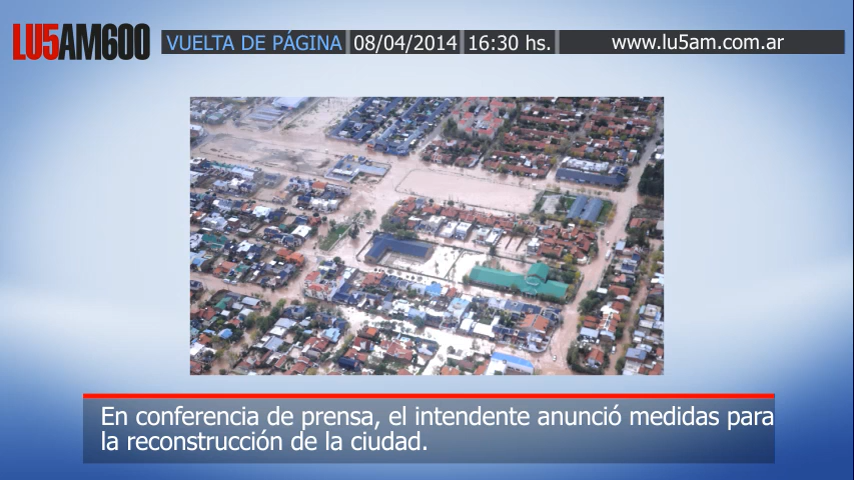 LU5AM600 VUELTA DE PÁGINA 08/04/2014 16:30 hs. www.lu5am.com.ar
En conferencia de prensa, el intendente anunció medidas para
la reconstrucción de la ciudad.